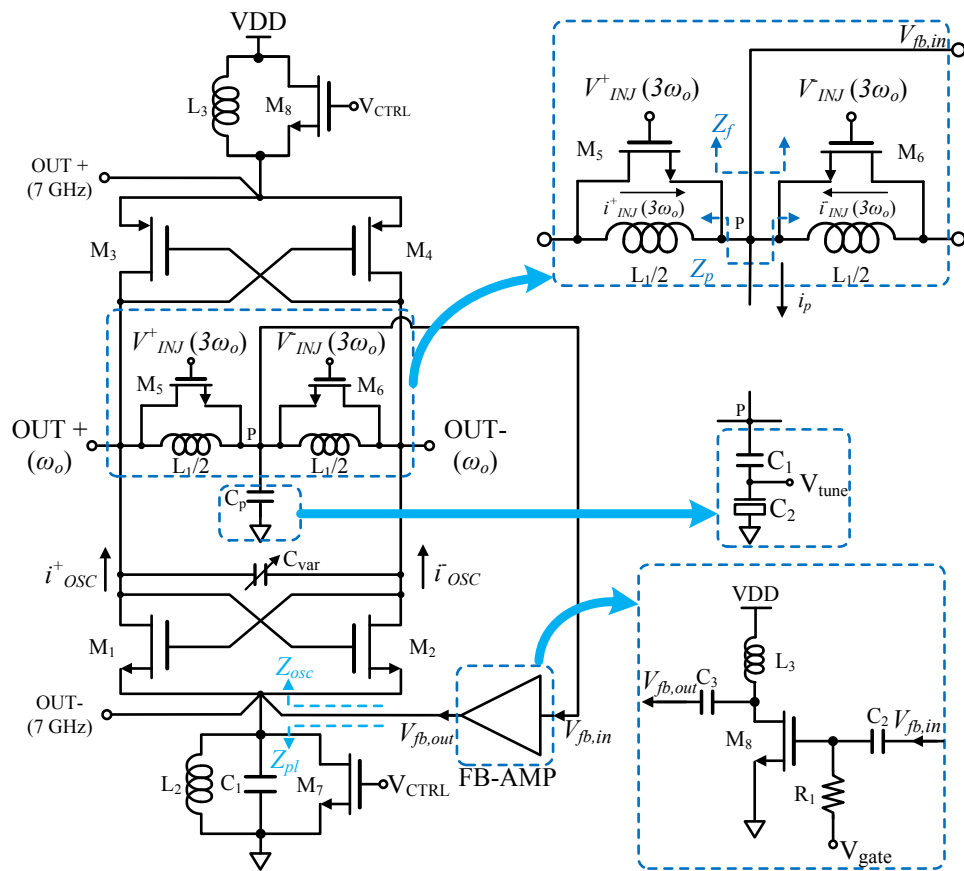 VDD
L3
M8
VCTRL
OUT +
(7 GHz)
M3
M4
V+INJ (3ωo)
V-INJ (3ωo)
M5
M6
P
L1/2
L1/2
OUT +
(ωo)
OUT-
(ωo)
Cp
Cvar
i+OSC
i-OSC
M1
M2
Zosc
OUT-
(7 GHz)
Zpl
Vfb,out
Vfb,in
FB-AMP
L2
C1
M7
VCTRL
Vfb,in
V+INJ (3ωo)
V-INJ (3ωo)
M5
Zf
M6
i+INJ(3ωo)
P
i-INJ(3ωo)
L1/2
Zp
L1/2
ip
P
C1
Vtune
C2
VDD
L3
Vfb,out
C3
C2
Vfb,in
M8
R1
Vgate